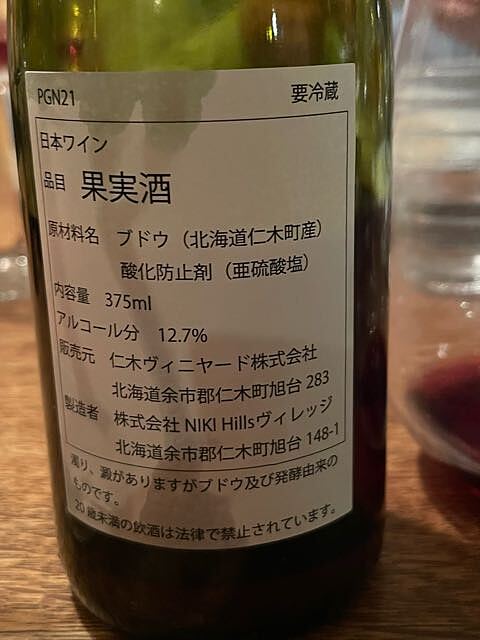 PGN21 要冷蔵
日本ワイン
品目 果実酒
原材料名 ブドウ（北海道仁木町産）
酸化防止剤（亜硫酸塩）
内容量 375ml
アルコール分 12.7%
販売元 仁木ヴィニヤード株式会社
北海道余市郡仁木町旭台 283
製造者 株式会社 NIKI Hillsヴィレッジ
北海道余市郡仁木町旭台 148-1
濁り、澱がありますがブドウ及び発酵由来の
ものです。
20歳未満の飲酒は法律で禁止されています。